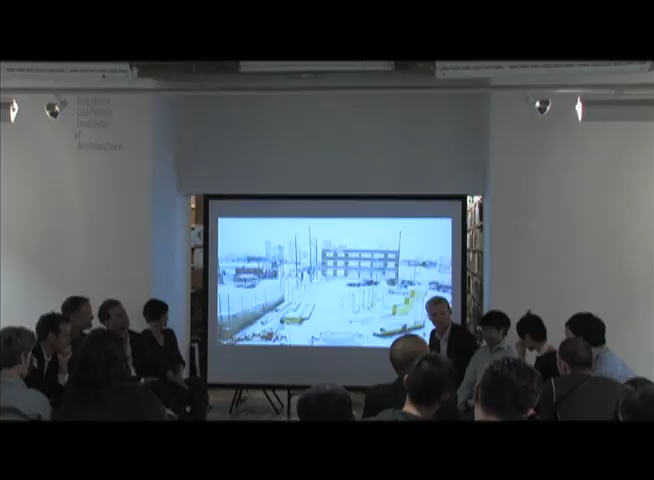 Southern
California
Institute
of
Architecture